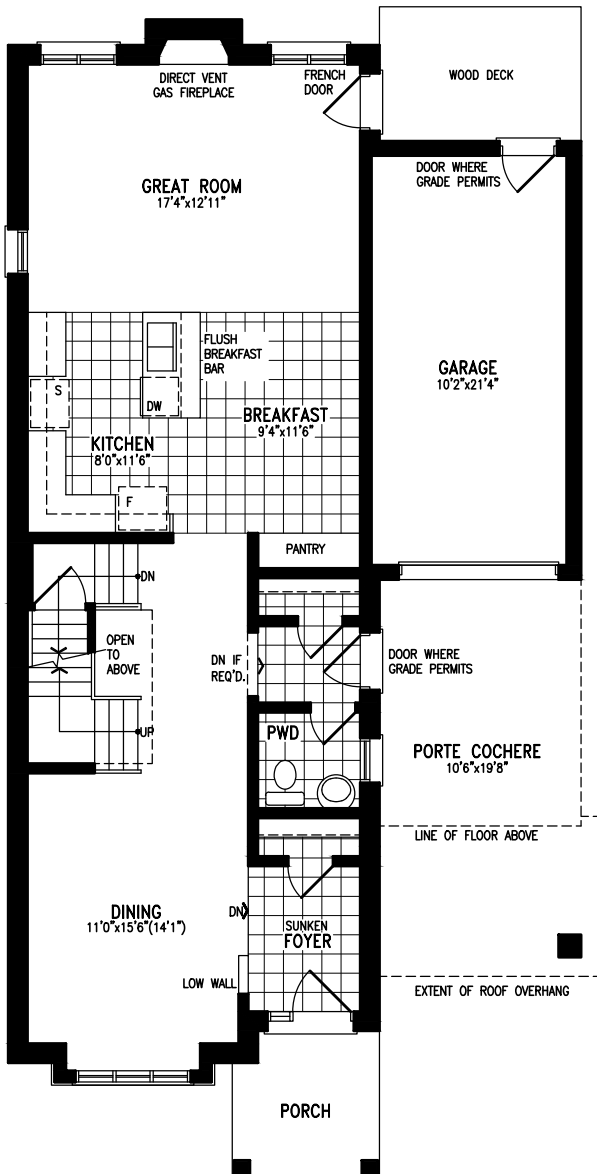 DIRECT VENT
GAS FIREPLACE
FRENCH
DOOR
WOOD DECK
GREAT ROOM
17'4"x12'11"
DOOR WHERE
GRADE PERMITS
FLUSH
BREAKFAST
BAR
S
DW
GARAGE
10'2"x21'4"
BREAKFAST
9'4"x11'6"
KITCHEN
8'0"x11'6"
F
PANTRY
DN
OPEN
TO
ABOVE
DN IF
REQ'D.
DOOR WHERE
GRADE PERMITS
UP
PWD
PORTE COCHERE
10'6"x19'8"
LINE OF FLOOR ABOVE
DINING
11'0"x15'6"(14'1")
DN
SUNKEN
FOYER
LOW WALL
EXTENT OF ROOF OVERHANG
PORCH